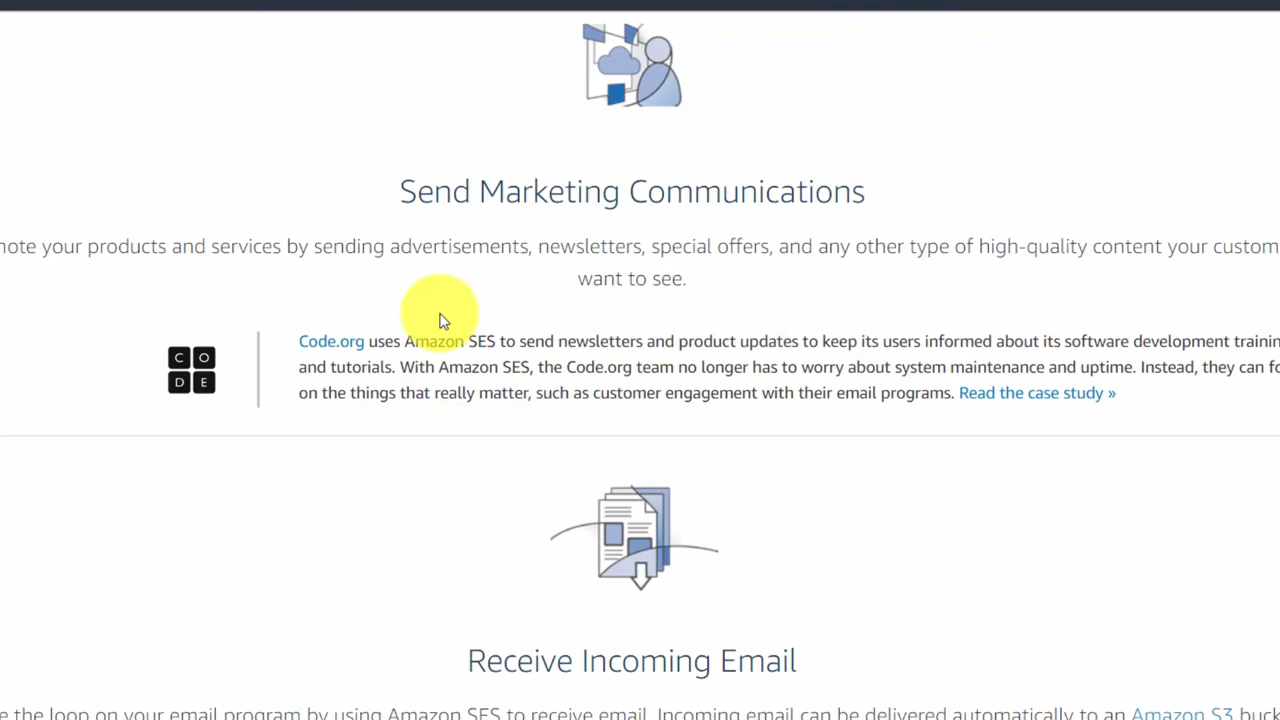 Send Marketing Communications
mote your products and services by sending advertisements, newsletters, special offers, and any other type of high-quality content your custom
want to see.
C O
D E
Code.org uses Amazon SES to send newsletters and product updates to keep its users informed about its software development trainin
and tutorials. With Amazon SES, the Code.org team no longer has to worry about system maintenance and uptime. Instead, they can fo
on the things that really matter, such as customer engagement with their email programs. Read the case study »
Receive Incoming Email
e the loop on your email program by using Amazon SES to receive email. Incoming email can be delivered automatically to an Amazon S3 buck